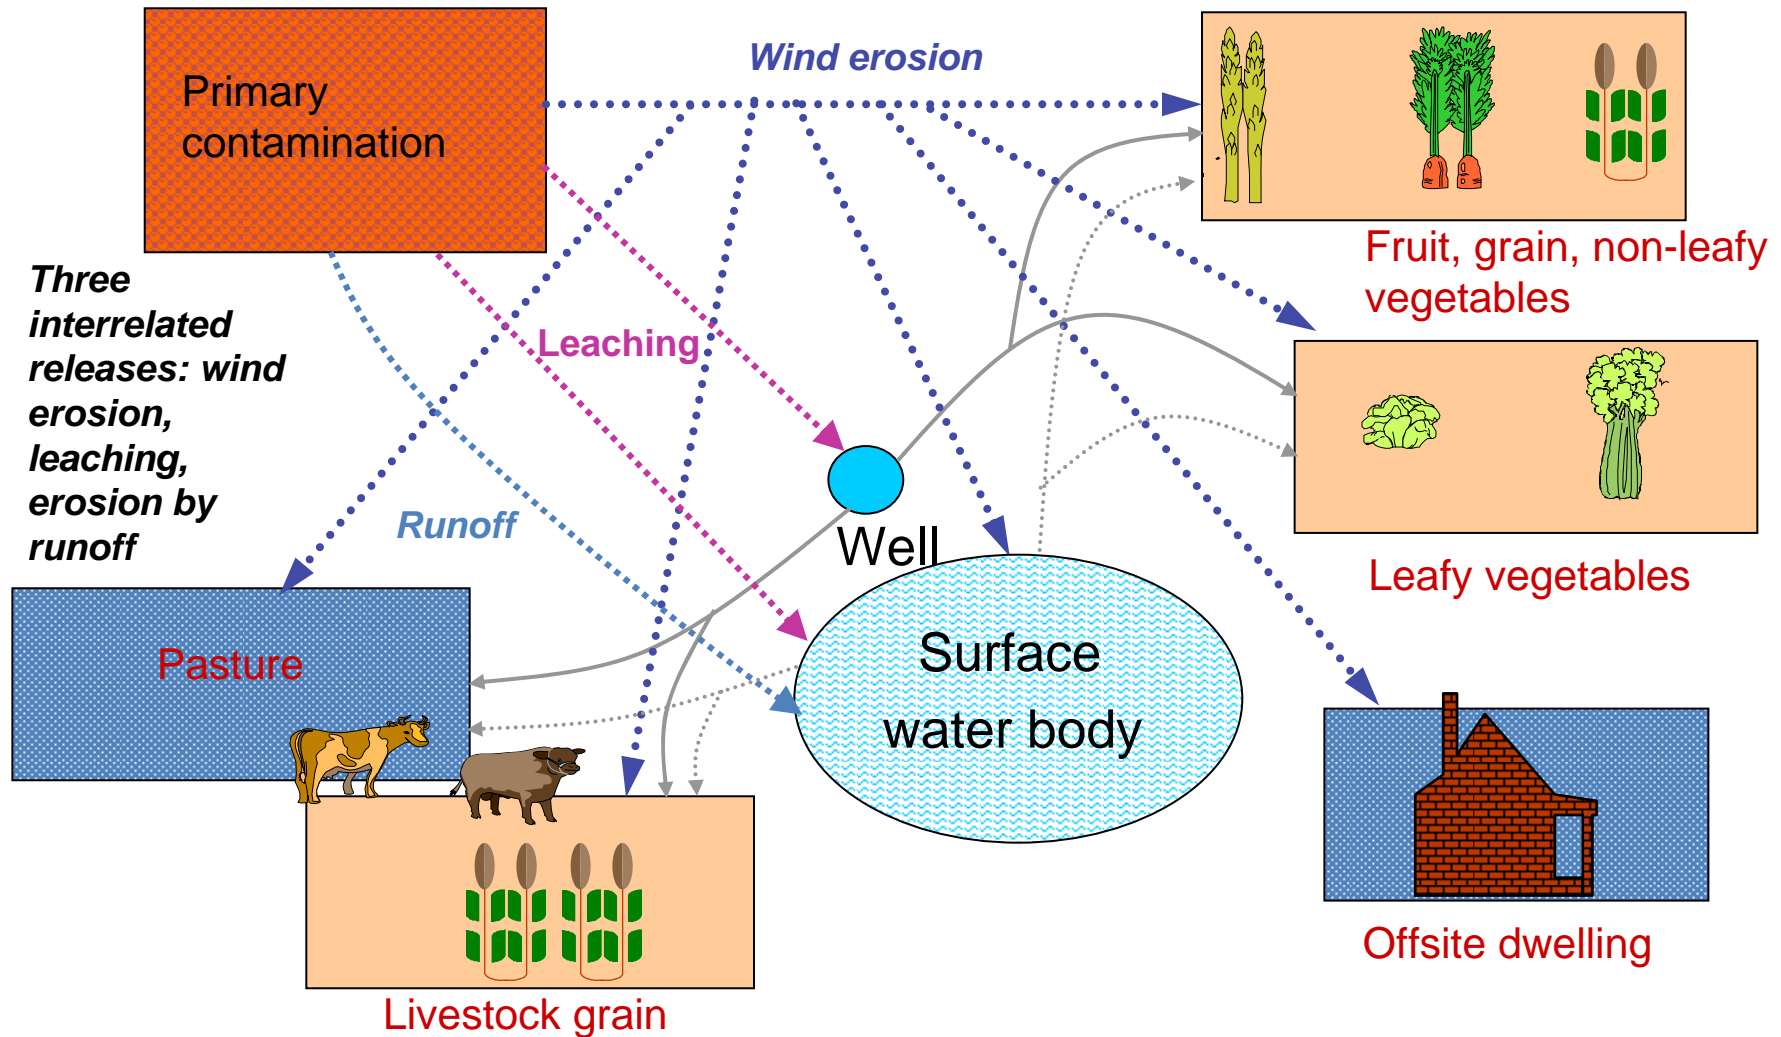 Primary
contamination
Wind erosion
Fruit, grain, non-leafy
vegetables
Three
interrelated
releases: wind
erosion,
leaching,
erosion by
runoff
Leaching
Runoff
Well
Leafy vegetables
Pasture
Surface
water body
Offsite dwelling
Livestock grain